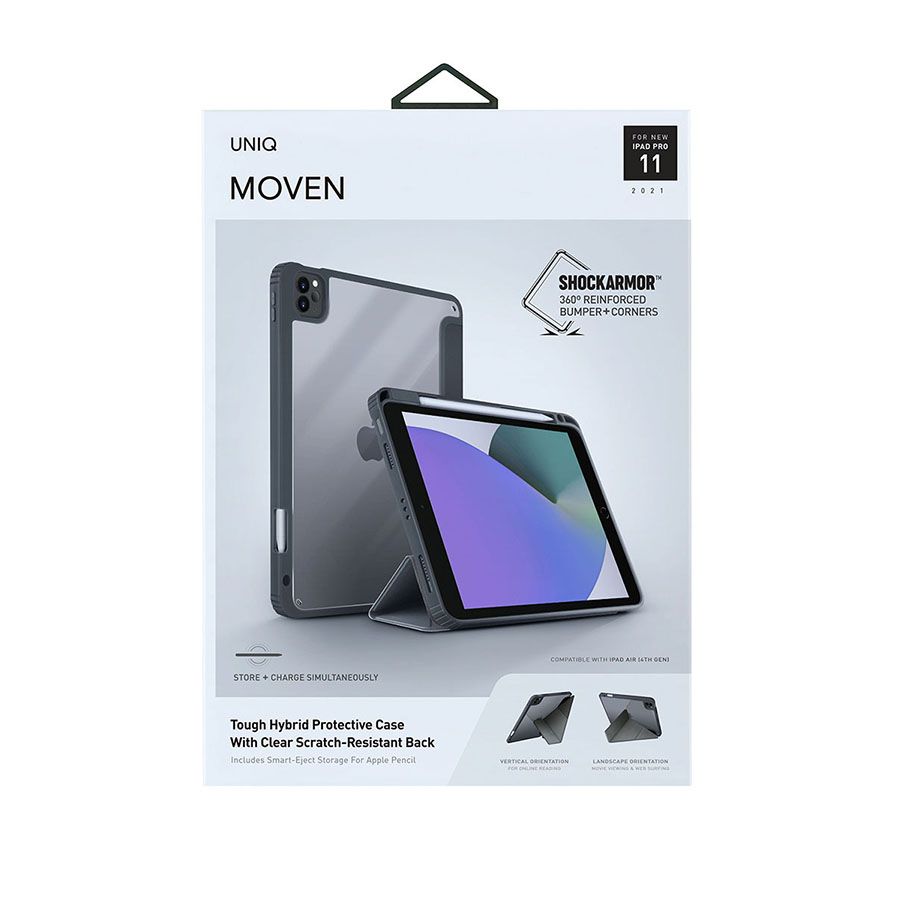 UNIQ
MOVEN
FOR NEW
IPAD PRO
11
2021
SHOCKARMOR™
360º REINFORCED
BUMPER+CORNERS
COMPATIBLE WITH IPAD AIR (4TH GEN)
STORE + CHARGE SIMULTANEOUSLY
Tough Hybrid Protective Case
With Clear Scratch-Resistant Back
Includes Smart-Eject Storage For Apple Pencil
VERTICAL ORIENTATION
FOR ONLINE READING
LANDSCAPE ORIENTATION
MOVIE VIEWING & WEB SURFING